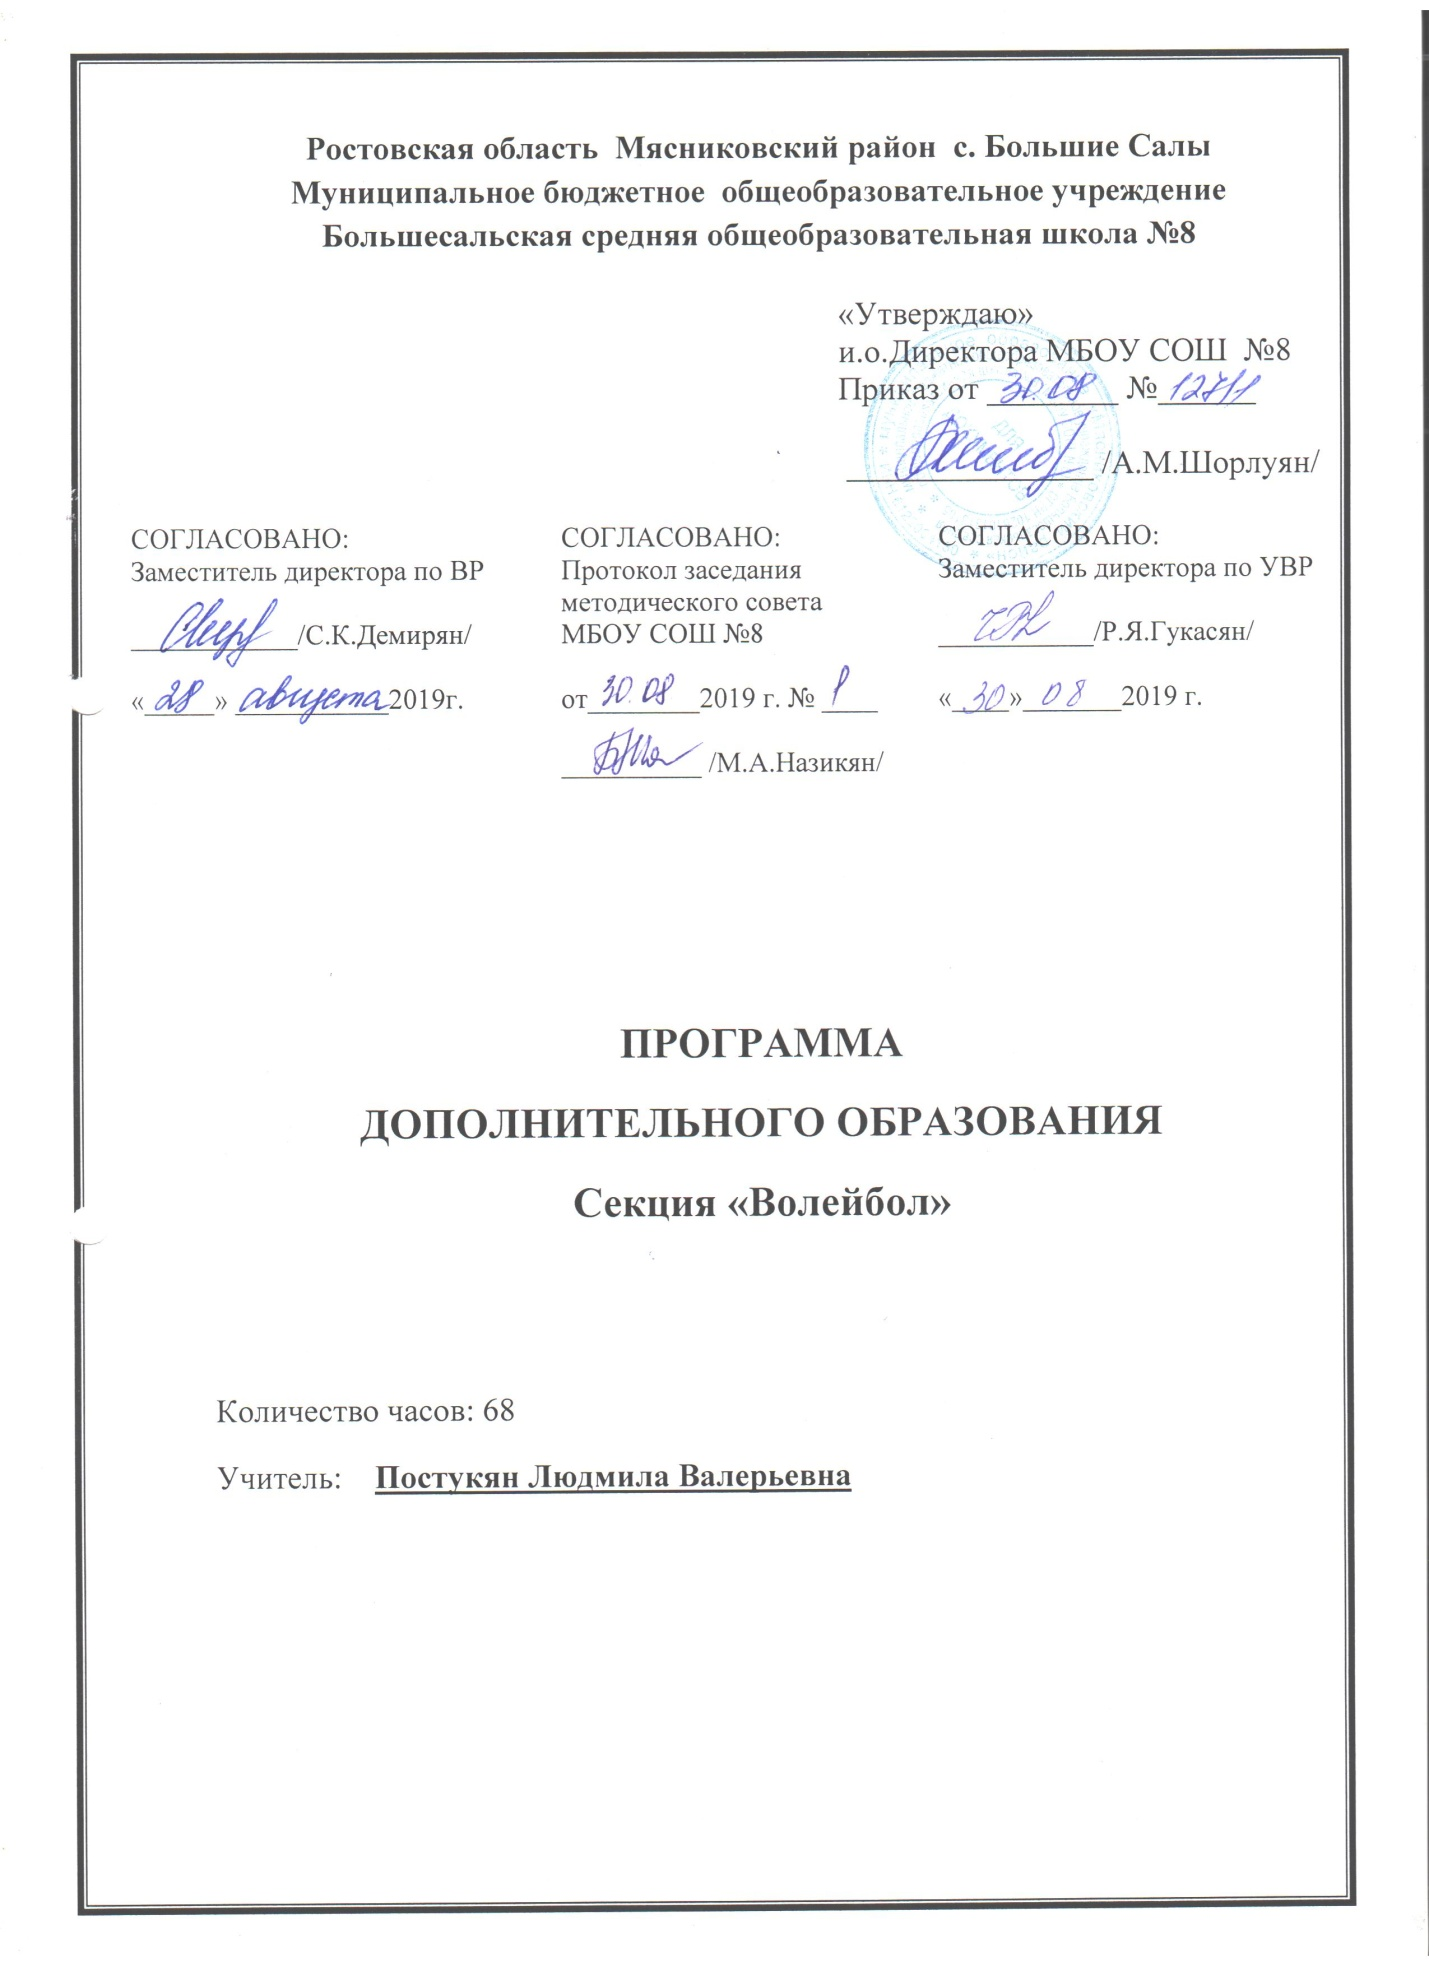 Ростовская область Мясниковский район с. Большие Салы
Муниципальное бюджетное общеобразовательное учреждение
Большесальская средняя общеобразовательная школа №8
«Утверждаю»
и.о.Директора МБОУ СОШ №8
Приказ от 30.08 № 127/1
/А.М.Шорлуян/
СОГЛАСОВАНО:
Заместитель директора по ВР
/С.К.Демирян/
«28» августа 2019г.
СОГЛАСОВАНО:
Протокол заседания
методического совета
МБОУ СОШ №8
от 30.08 2019 г. № 1
/М.А.Назикян/
СОГЛАСОВАНО:
Заместитель директора по УВР
/Р.Я.Гукасян/
«30» 08 2019 г.
ПРОГРАММА
ДОПОЛНИТЕЛЬНОГО ОБРАЗОВАНИЯ
Секция «Волейбол»
Количество часов: 68
Учитель: Постукян Людмила Валерьевна